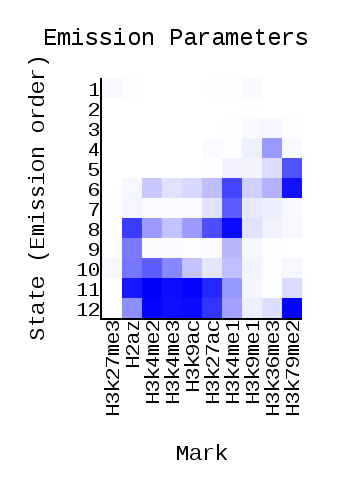 Emission Parameters
State (Emission order)
1
2
3
4
5
6
7
8
9
10
11
12
H3k27me3
H2az
H3k4me2
H3k4me3
H3k9ac
H3k27ac
H3k4me1
H3k9me1
H3k36me3
H3k79me2
Mark